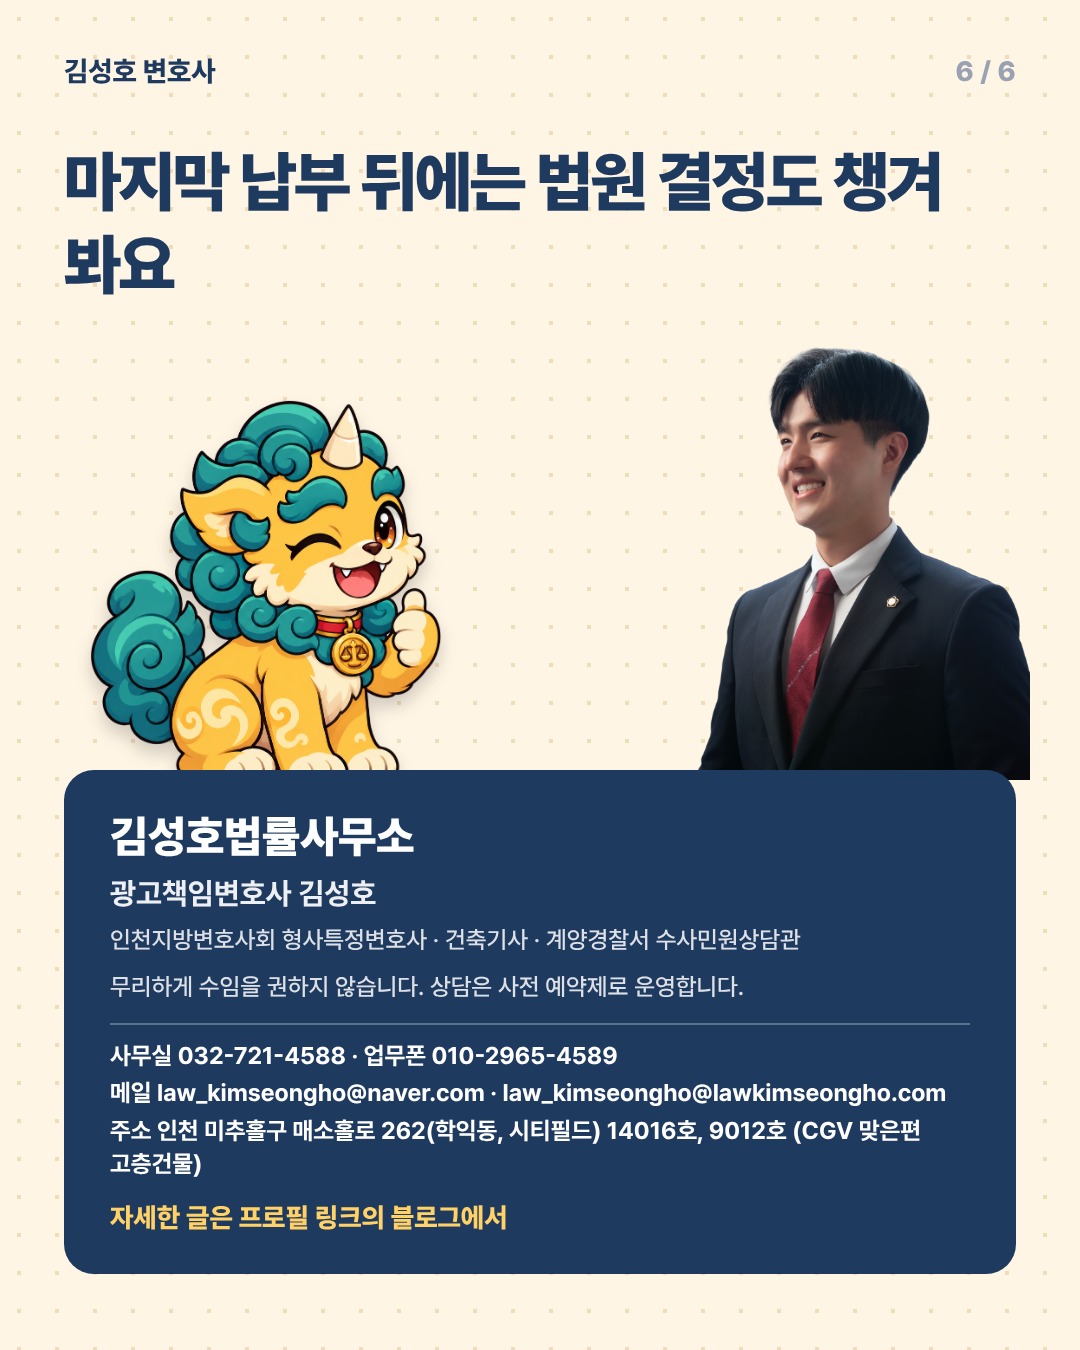 김성호 변호사
6 / 6
마지막 납부 뒤에는 법원 결정도 챙겨
봐요
김성호법률사무소
광고책임변호사 김성호
인천지방변호사회 형사특정변호사 · 건축기사 · 계양경찰서 수사민원상담관
무리하게 수임을 권하지 않습니다. 상담은 사전 예약제로 운영합니다.
사무실 032-721-4588 · 업무폰 010-2965-4589
메일 law_kimseongho@naver.com · law_kimseongho@lawkimseongho.com
주소 인천 미추홀구 매소홀로 262(학익동, 시티필드) 14016호, 9012호 (CGV 맞은편
고층건물)
자세한 글은 프로필 링크의 블로그에서